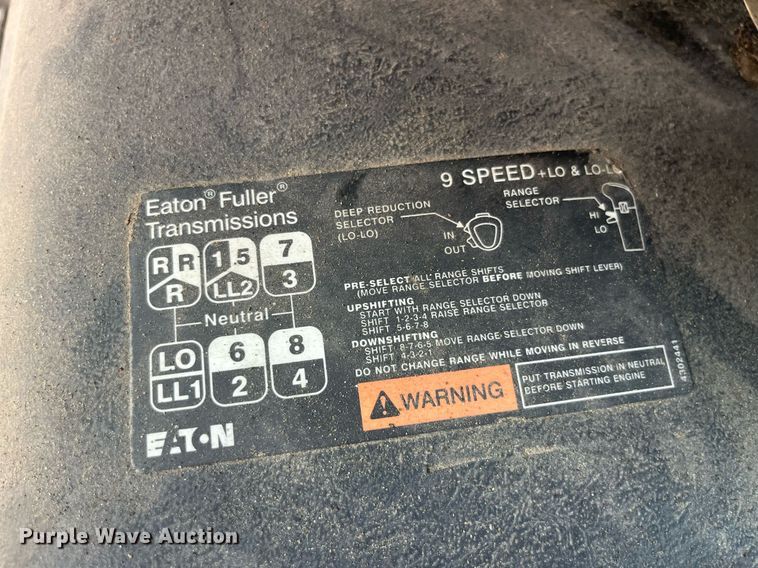 Eaton® Fuller®
Transmissions
9 SPEED +LO & LO-LO
DEEP REDUCTION
SELECTOR
(LO-LO)
IN
OUT
RANGE
SELECTOR
HI
LO
R R
R
1 5
LL2
7
3
Neutral
LO
LL1
6
2
8
4
PRE-SELECT ALL RANGE SHIFTS
(MOVE RANGE SELECTOR BEFORE MOVING SHIFT LEVER)
UPSHIFTING
START WITH RANGE SELECTOR DOWN
SHIFT 1-2-3-4 RAISE RANGE SELECTOR
SHIFT 5-6-7-8
DOWNSHIFTING
SHIFT 8-7-6-5 MOVE RANGE SELECTOR DOWN
SHIFT 4-3-2-1
DO NOT CHANGE RANGE WHILE MOVING IN REVERSE
WARNING
PUT TRANSMISSION IN NEUTRAL
BEFORE STARTING ENGINE
4302441
EATON
Purple Wave Auction
Purple Wave Auction